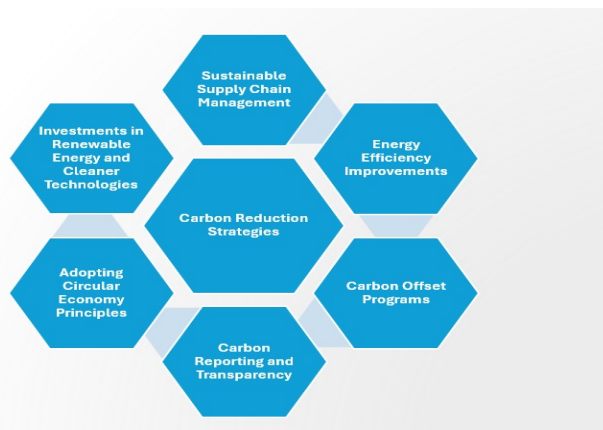 Sustainable
Supply Chain
Management
Investments in
Renewable
Energy and
Cleaner
Technologies
Energy
Efficiency
Improvements
Carbon Reduction
Strategies
Adopting
Circular
Economy
Principles
Carbon Offset
Programs
Carbon
Reporting and
Transparency